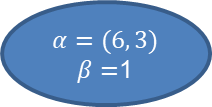 α = (6,3)
β =1